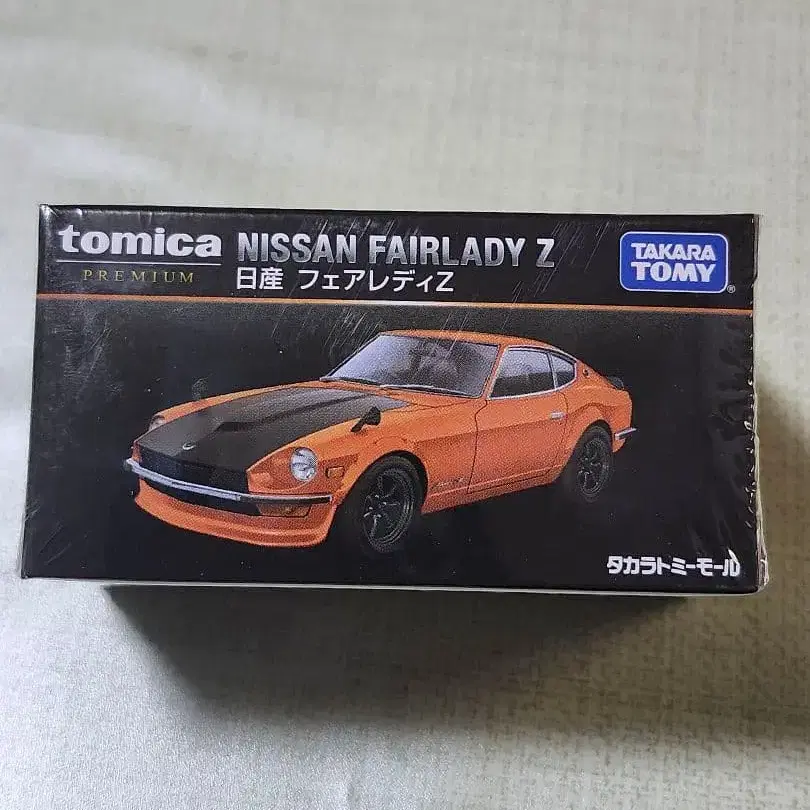 tomica
PREMIUM
NISSAN FAIRLADY Z
日産 フェアレディZ
TAKARA
TOMY®
タカラトミーモール